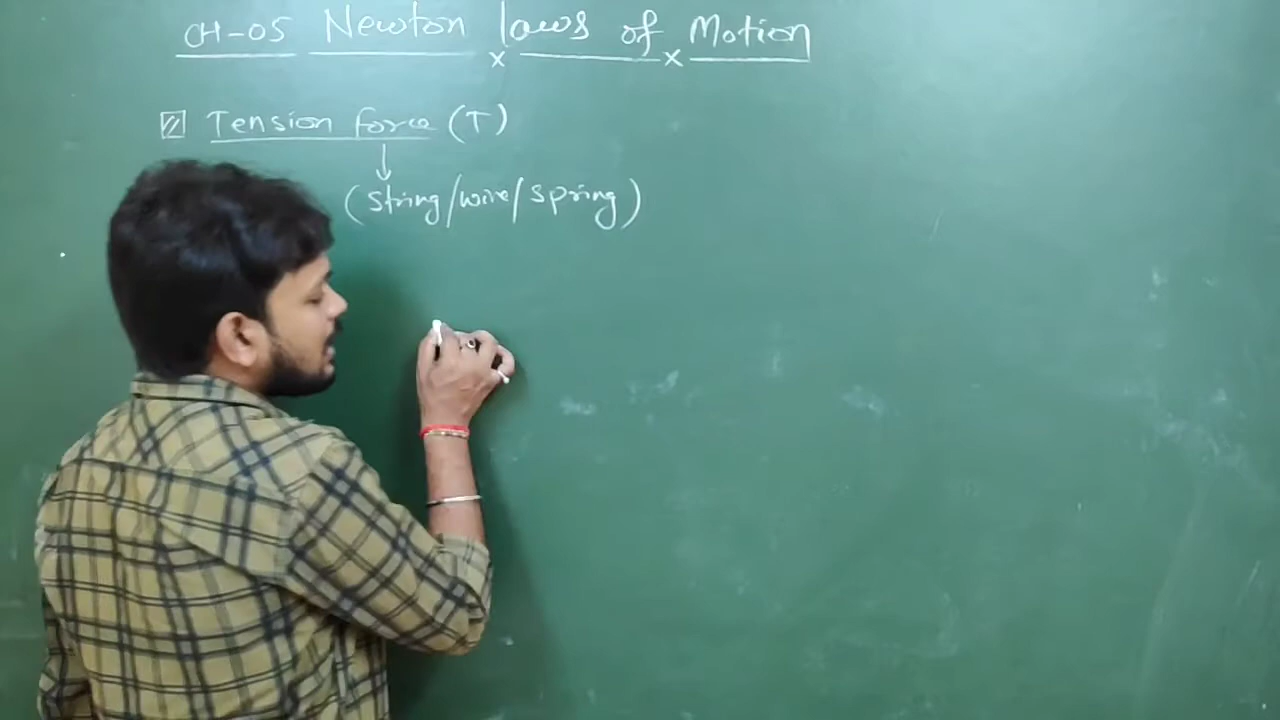 CH-05 Newton laws of Motion
Tension force (T)
(String/wire/spring)